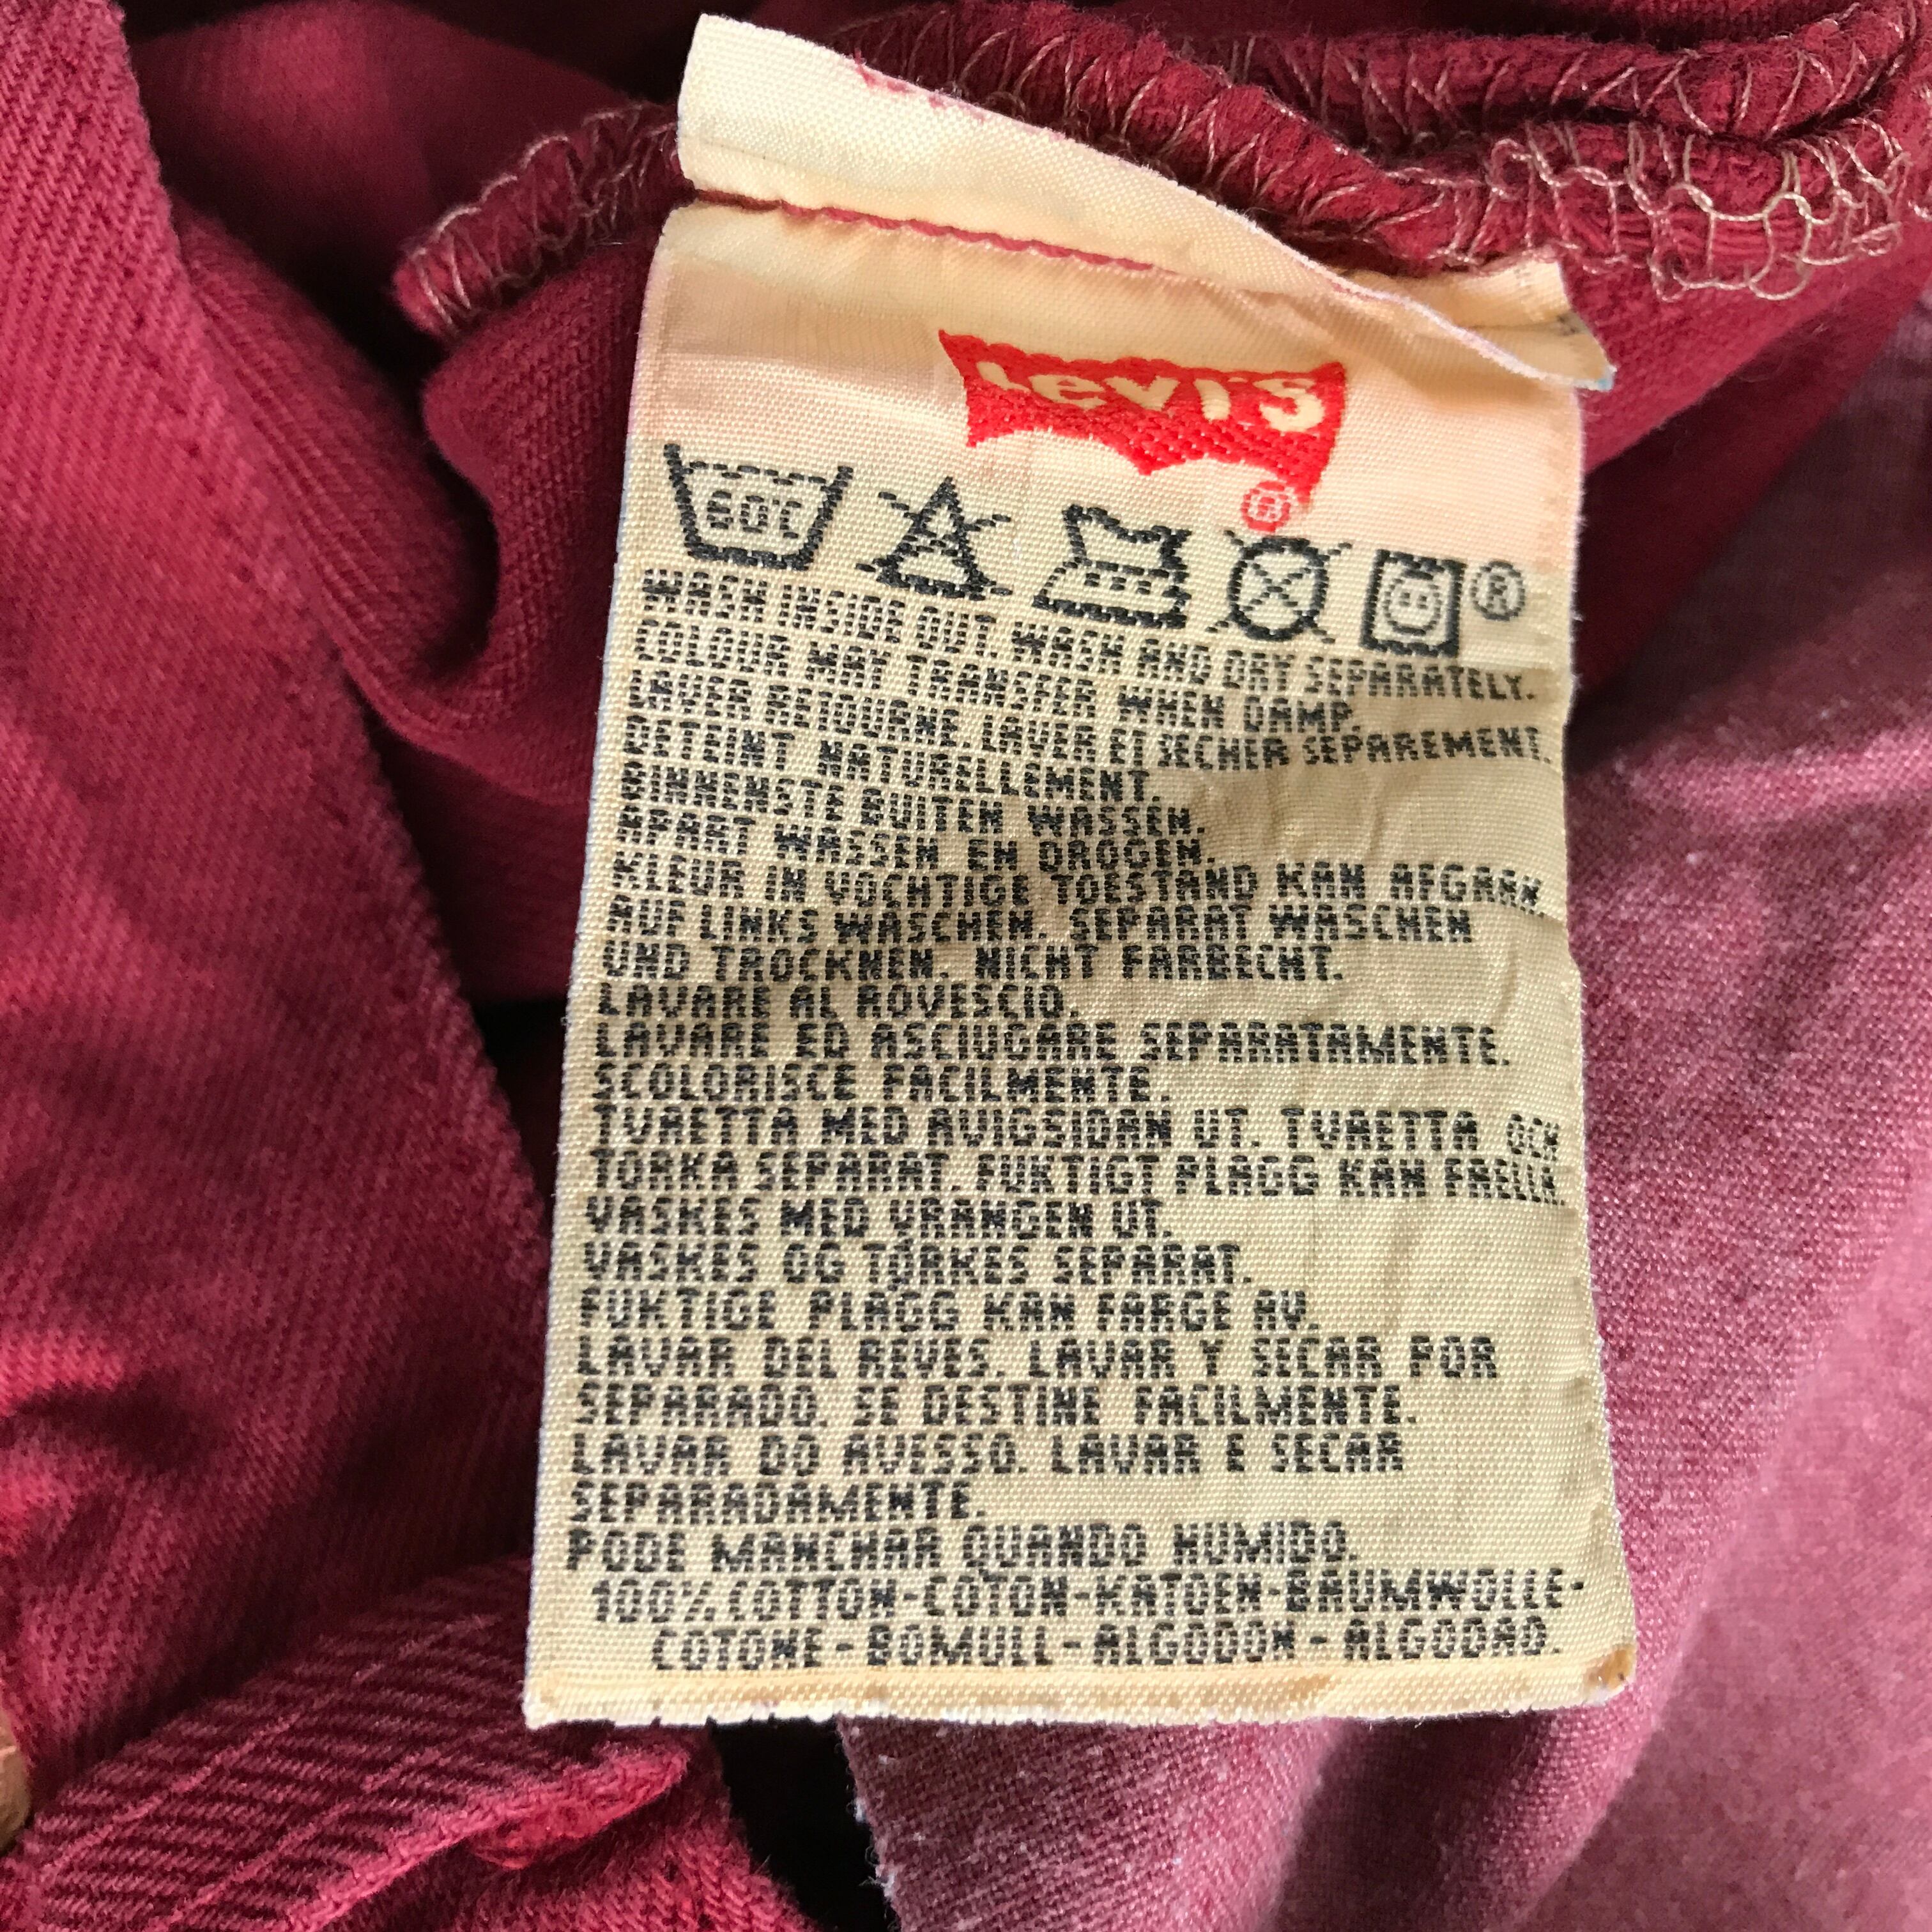 Levi's
®
60°C
®
WASH INSIDE OUT. WASH AND DRY SEPARATELY.
COLOUR MAY TRANSFER WHEN DAMP.
LAVER RETOURNE LAVER ET SECHER SEPAREMENT.
DETEINT NATURELLEMENT.
BINNENSTE BUITEN WASSEN.
APART WASSEN EN DROGEN.
KLEUR IN VOCHTIGE TOESTAND KAN AFGAAN.
AUF LINKS WASCHEN. SEPARAT WASCHEN
UND TROCKNEN. NICHT FARBECHT.
LAVARE AL ROVESCIO.
LAVARE ED ASCIUGARE SEPARATAMENTE.
SCOLORISCE FACILMENTE.
TVAETTA MED AVIGSIDAN UT. TVAETTA OCH
TORKA SEPARAT. FUKTIGT PLAGG KAN FAELLA.
VASKES MED VRANGEN UT.
VASKES OG TØRKES SEPARAT.
FUKTIGE PLAGG KAN FARGE AV.
LAVAR DEL REVES. LAVAR Y SECAR POR
SEPARADO. SE DESTINE FACILMENTE.
LAVAR DO AVESSO. LAVAR E SECAR
SEPARADAMENTE.
PODE MANCHAR QUANDO HUMIDO.
100% COTTON-COTON-KATOEN-BAUMWOLLE-
COTONE-BOMULL-ALGODON-ALGODAO.